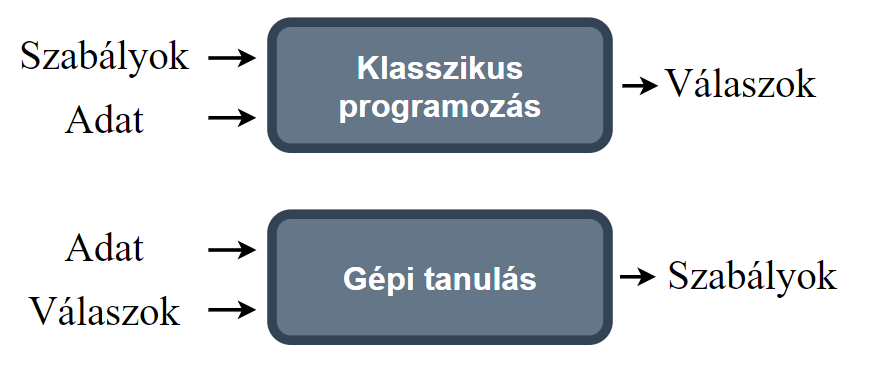 Szabályok
Adat
Klasszikus
programozás
Válaszok
Adat
Válaszok
Gépi tanulás
Szabályok